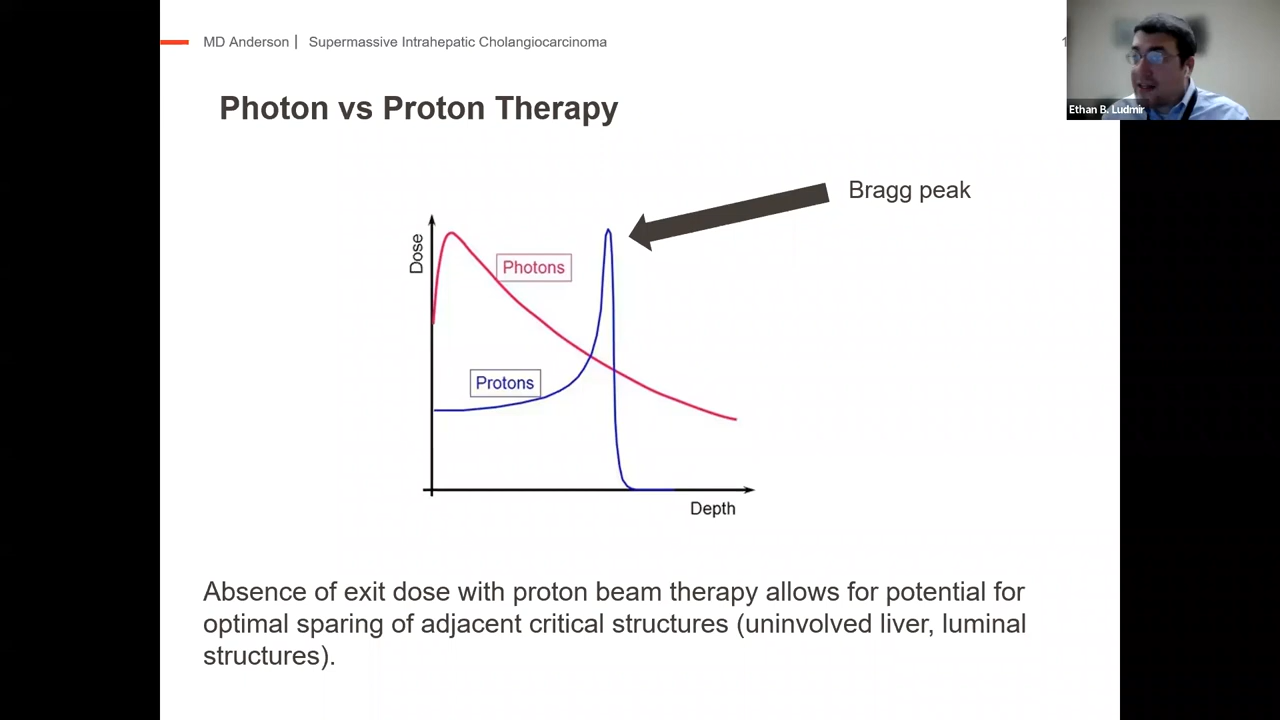 MD Anderson | Supermassive Intrahepatic Cholangiocarcinoma
Ethan B. Ludmir
Photon vs Proton Therapy
Bragg peak
Dose
Photons
Protons
Depth
Absence of exit dose with proton beam therapy allows for potential for
optimal sparing of adjacent critical structures (uninvolved liver, luminal
structures).